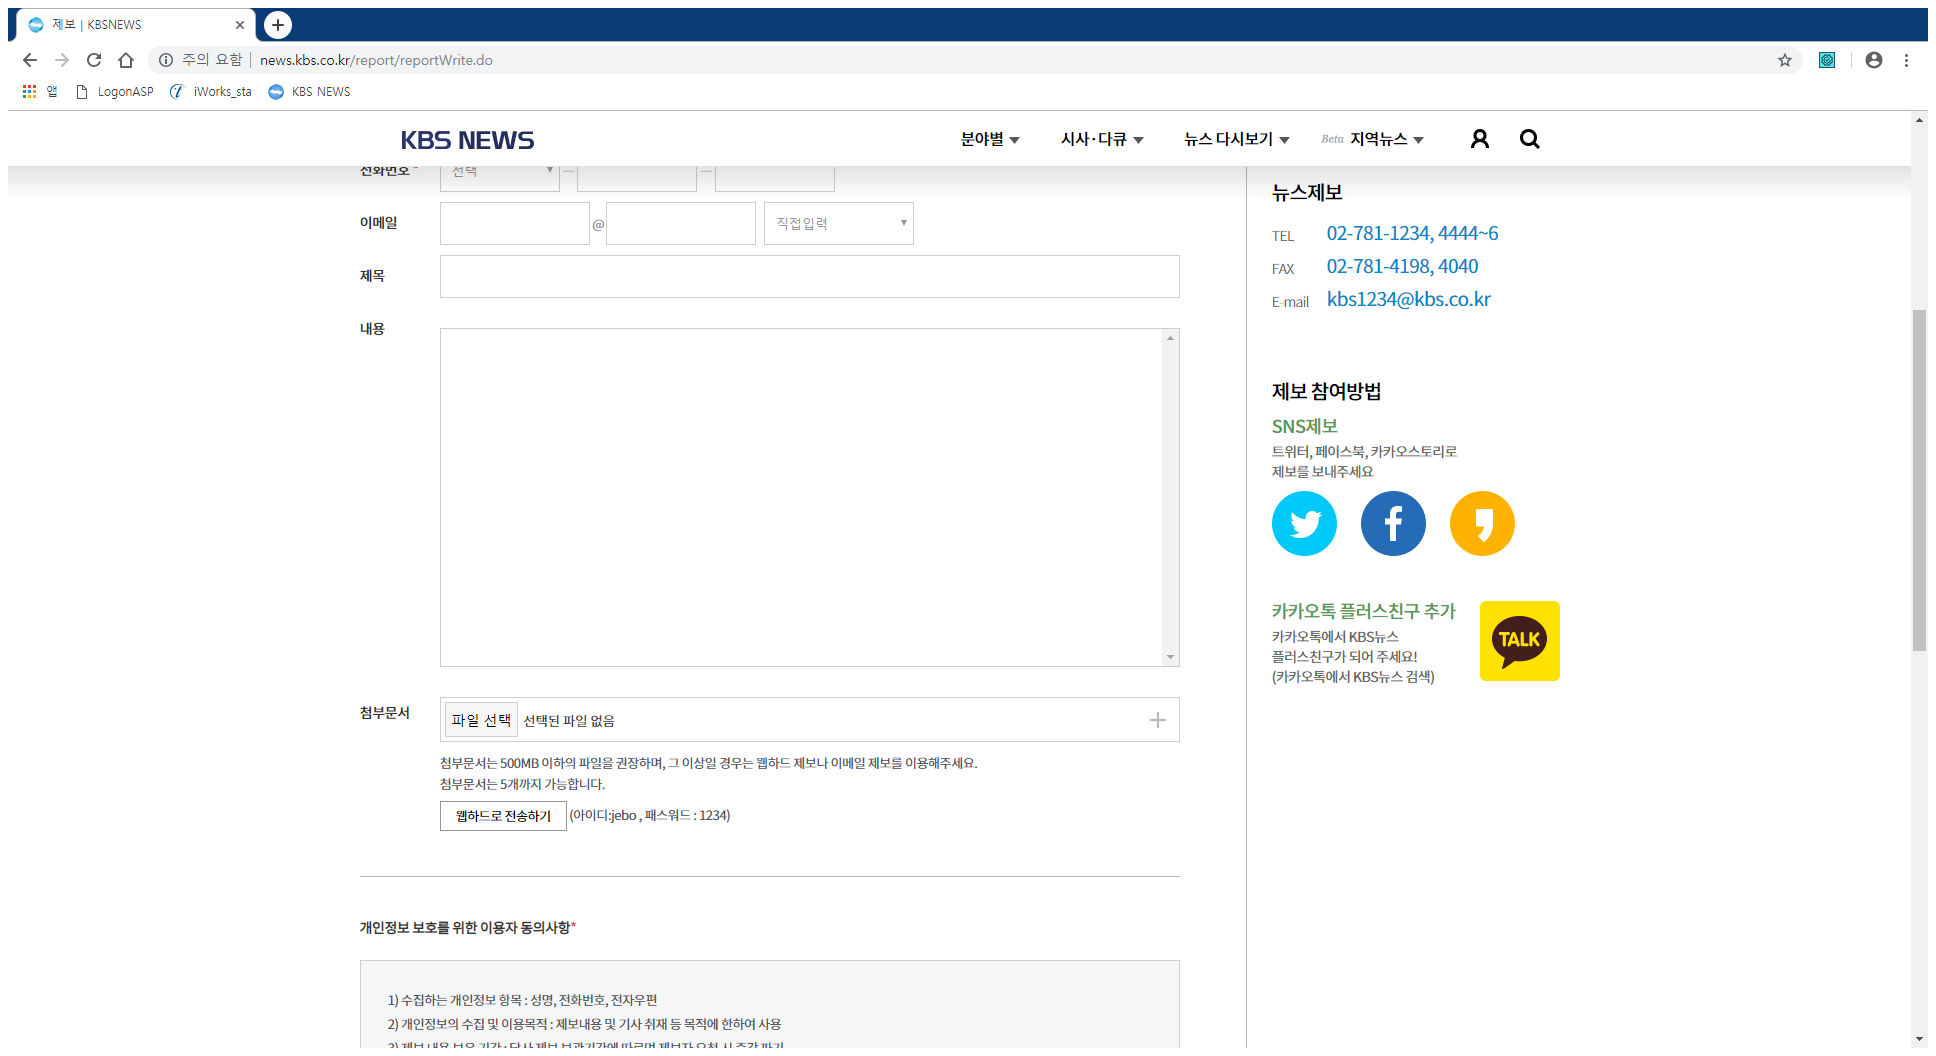 제보 | KBSNEWS
주의 요함 | news.kbs.co.kr/report/reportWrite.do
앱 LogonASP iWorks_sta KBS NEWS
KBS NEWS 분야별 시사·다큐 뉴스 다시보기 Beta 지역뉴스
전화번호 * 선택
이메일 @ 직접입력
제목
내용
첨부문서 파일 선택 선택된 파일 없음
첨부문서는 500MB 이하의 파일을 권장하며, 그 이상일 경우는 웹하드 제보나 이메일 제보를 이용해주세요.
첨부문서는 5개까지 가능합니다.
웹하드로 전송하기 (아이디:jebo , 패스워드 : 1234)
개인정보 보호를 위한 이용자 동의사항*
1) 수집하는 개인정보 항목 : 성명, 전화번호, 전자우편
2) 개인정보의 수집 및 이용목적 : 제보내용 및 기사 취재 등 목적에 한하여 사용
뉴스제보
TEL 02-781-1234, 4444~6
FAX 02-781-4198, 4040
E-mail kbs1234@kbs.co.kr
제보 참여방법
SNS제보
트위터, 페이스북, 카카오스토리로
제보를 보내주세요
카카오톡 플러스친구 추가
카카오톡에서 KBS뉴스
플러스친구가 되어 주세요!
(카카오톡에서 KBS뉴스 검색)
TALK